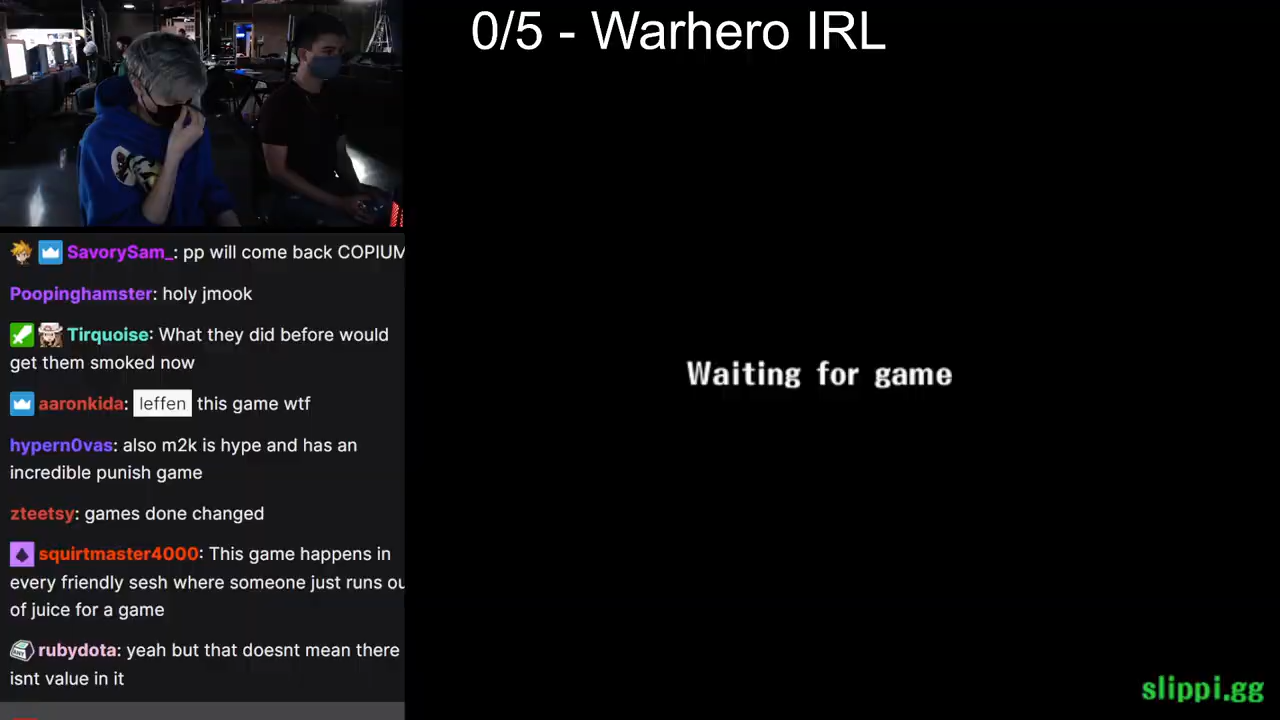 0/5 - Warhero IRL
SavorySam_: pp will come back COPIUM
Poopinghamster: holy jmook
Tirquoise: What they did before would
get them smoked now
aaronkida: leffen this game wtf
hypern0vas: also m2k is hype and has an
incredible punish game
zteetsy: games done changed
squirtmaster4000: This game happens in
every friendly sesh where someone just runs ou
of juice for a game
rubydota: yeah but that doesnt mean there
isnt value in it
Waiting for game
slippi.gg